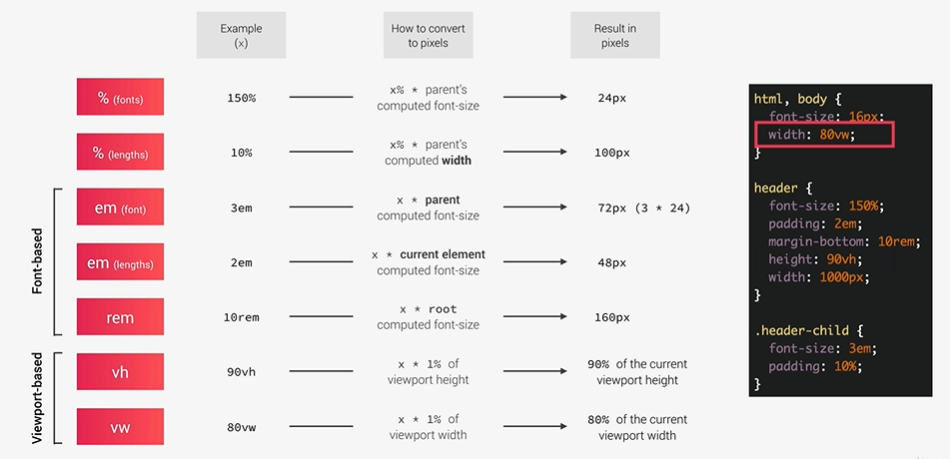 Example
(x)
How to convert
to pixels
Result in
pixels
% (fonts)
150%
x% * parent's
computed font-size
24px
% (lengths)
10%
x% * parent's
computed width
100px
Font-based
em (font)
3em
x * parent
computed font-size
72px (3 * 24)
em (lengths)
2em
x * current element
computed font-size
48px
rem
10rem
x * root
computed font-size
160px
Viewport-based
vh
90vh
x * 1% of
viewport height
90% of the current
viewport height
vw
80vw
x * 1% of
viewport width
80% of the current
viewport width
html, body {
font-size: 16px;
width: 80vw;
}
header {
font-size: 150%;
padding: 2em;
margin-bottom: 10rem;
height: 90vh;
width: 1000px;
}
.header-child {
font-size: 3em;
padding: 10%;
}